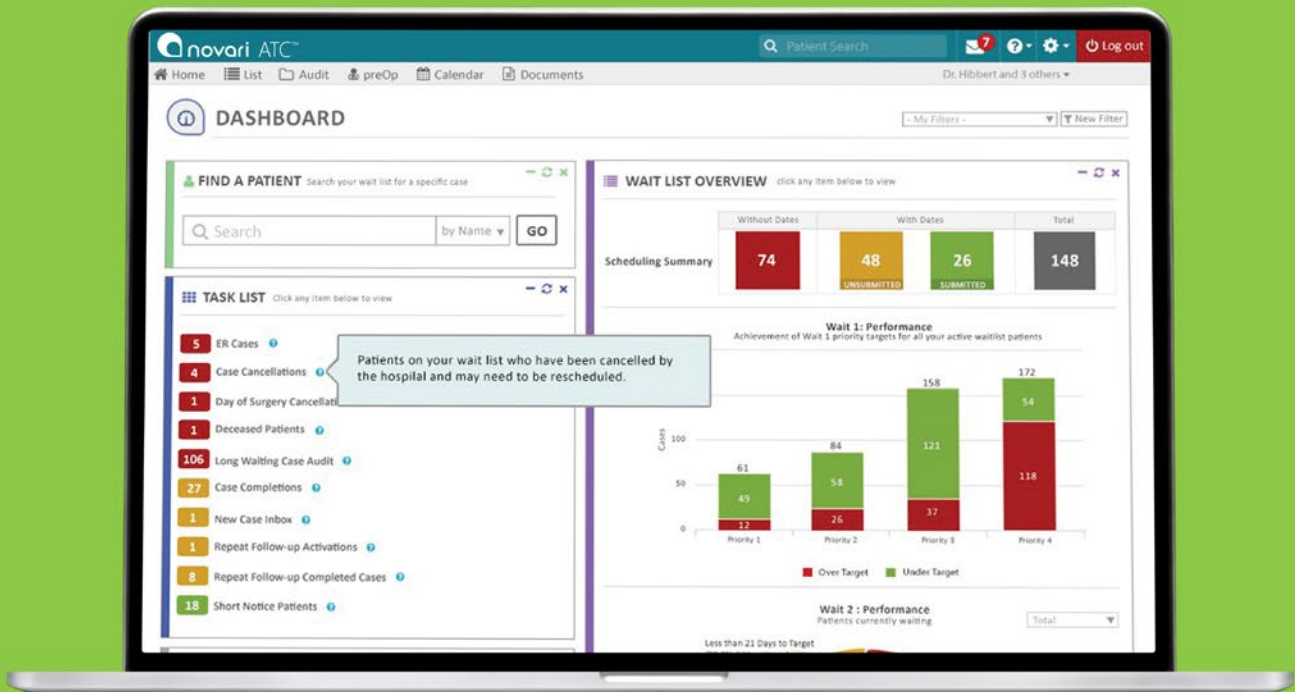 novari ATC™
Patient Search
7
Log out
Home List Audit preOp Calendar Documents
Dr. Hibbert and 3 others
DASHBOARD
- My Filters -
New Filter
FIND A PATIENT Search your wait list for a specific case
Search
by Name
GO
TASK LIST Click any item below to view
5 ER Cases
4 Case Cancellations
Patients on your wait list who have been cancelled by
the hospilal and may need to be rescheduled.
1 Day of Surgery Cancellati
1 Deceased Patients
106 Long Waiting Case Audit
27 Case Completions
1 New Case Inbox
1 Repeat Follow-up Activations
8 Repeat Follow-up Completed Cases
18 Short Notice Patients
WAIT LIST OVERVIEW click any item below to view
Without Dates With Dates Total
Scheduling Summary 74 48 26 148
UNSUBMITTED SUBMITTED
Wait 1: Performance
Achievement of Wait 1 priority targets for all your active waitlist patients
Cases
100
50
0
61
49
12
84
58
26
158
121
37
172
54
118
Priority 1 Priority 2 Priority 3 Priority 4
Over Target Under Target
Wait 2 : Performance
Patients currently waiting
Total
Less than 21 Days to Target